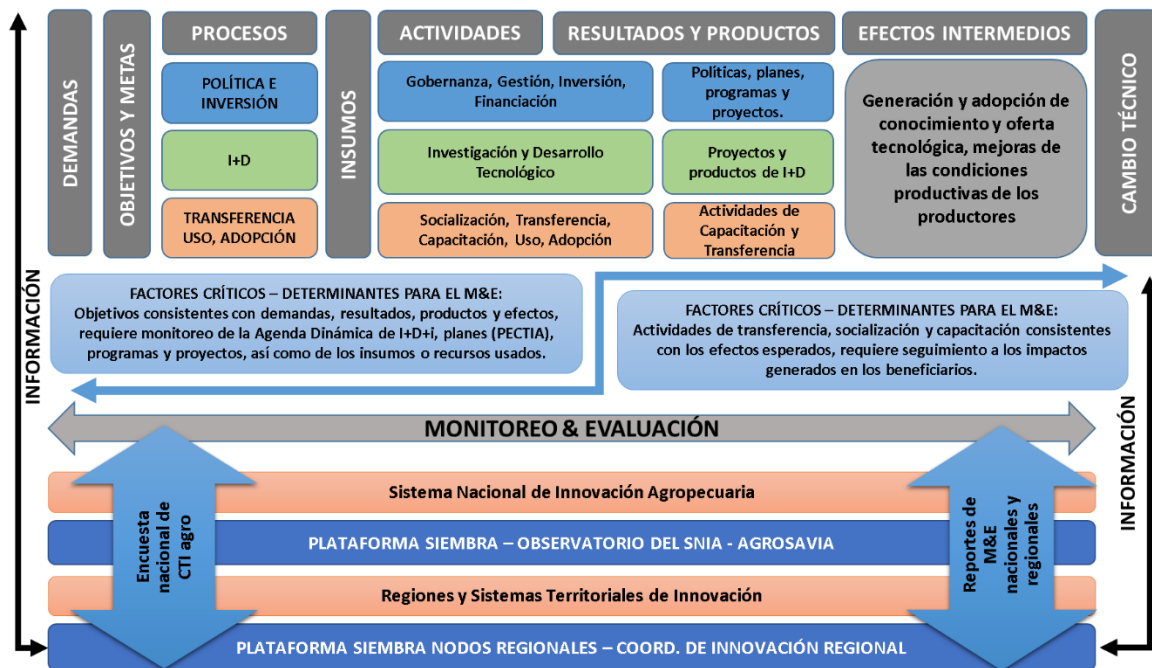 DEMANDAS
OBJETIVOS Y METAS
PROCESOS
POLÍTICA E
INVERSIÓN
I+D
TRANSFERENCIA
USO, ADOPCIÓN
INSUMOS
ACTIVIDADES
RESULTADOS Y PRODUCTOS
Gobernanza, Gestión, Inversión,
Financiación
Políticas, planes,
programas y
proyectos.
Investigación y Desarrollo
Tecnológico
Proyectos y
productos de I+D
Socialización, Transferencia,
Capacitación, Uso, Adopción
Actividades de
Capacitación y
Transferencia
EFECTOS INTERMEDIOS
Generación y adopción de
conocimiento y oferta
tecnológica, mejoras de
las condiciones
productivas de los
productores
CAMBIO TÉCNICO
INFORMACIÓN
FACTORES CRÍTICOS – DETERMINANTES PARA EL M&E:
Objetivos consistentes con demandas, resultados, productos y efectos,
requiere monitoreo de la Agenda Dinámica de I+D+i, planes (PECTIA),
programas y proyectos, así como de los insumos o recursos usados.
FACTORES CRÍTICOS – DETERMINANTES PARA EL M&E:
Actividades de transferencia, socialización y capacitación consistentes
con los efectos esperados, requiere seguimiento a los impactos
generados en los beneficiarios.
INFORMACIÓN
MONITOREO & EVALUACIÓN
Encuesta
nacional de
CTI agro
Sistema Nacional de Innovación Agropecuaria
PLATAFORMA SIEMBRA – OBSERVATORIO DEL SNIA - AGROSAVIA
Regiones y Sistemas Territoriales de Innovación
PLATAFORMA SIEMBRA NODOS REGIONALES – COORD. DE INNOVACIÓN REGIONAL
Reportes de
M&E
nacionales y
regionales